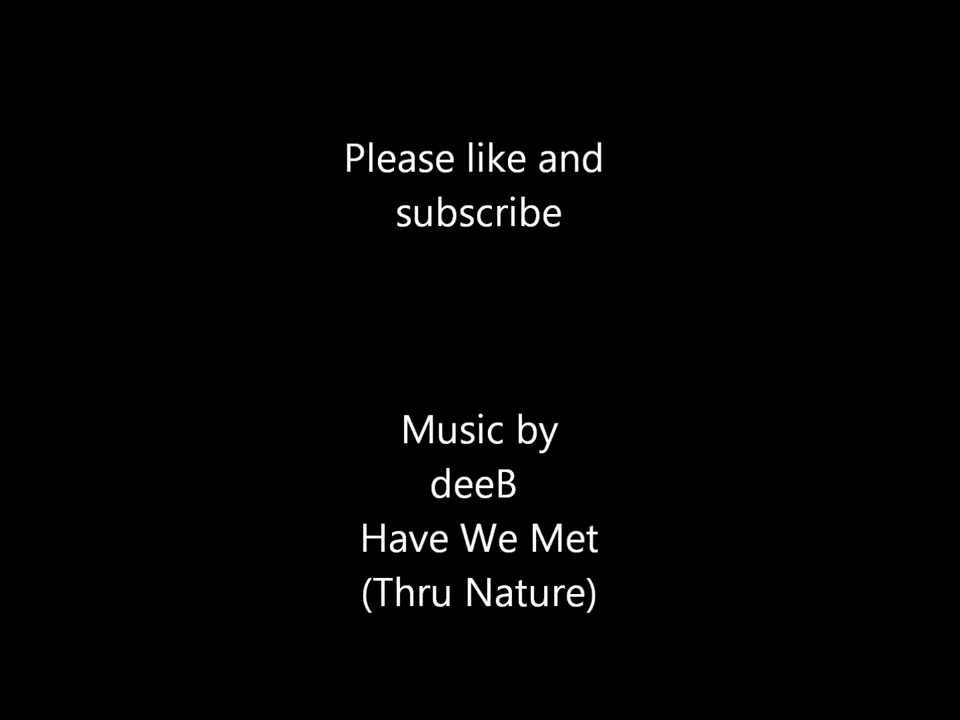 Please like and
subscribe
Music by
deeB
Have We Met
(Thru Nature)